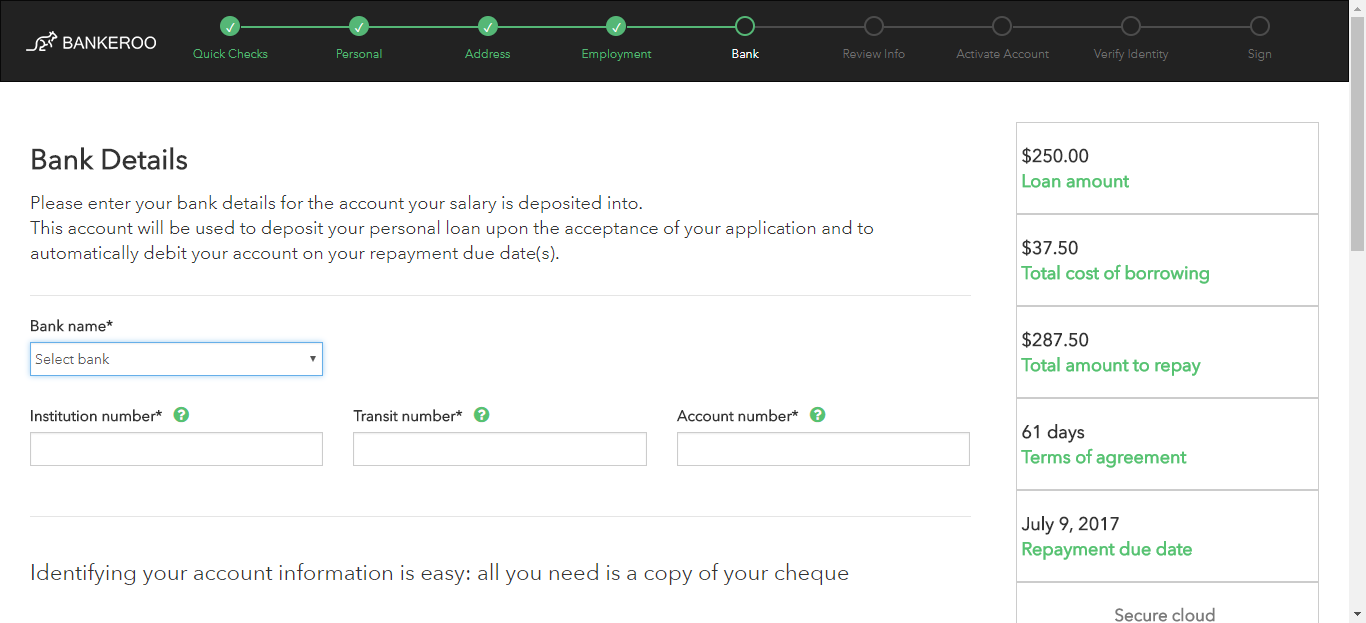 BANKEROO
Quick Checks
Personal
Address
Employment
Bank
Review Info
Activate Account
Verify Identity
Sign
Bank Details
Please enter your bank details for the account your salary is deposited into.
This account will be used to deposit your personal loan upon the acceptance of your application and to
automatically debit your account on your repayment due date(s).
Bank name*
Select bank
Institution number* ?
Transit number* ?
Account number* ?
Identifying your account information is easy: all you need is a copy of your cheque
$250.00
Loan amount
$37.50
Total cost of borrowing
$287.50
Total amount to repay
61 days
Terms of agreement
July 9, 2017
Repayment due date
Secure cloud